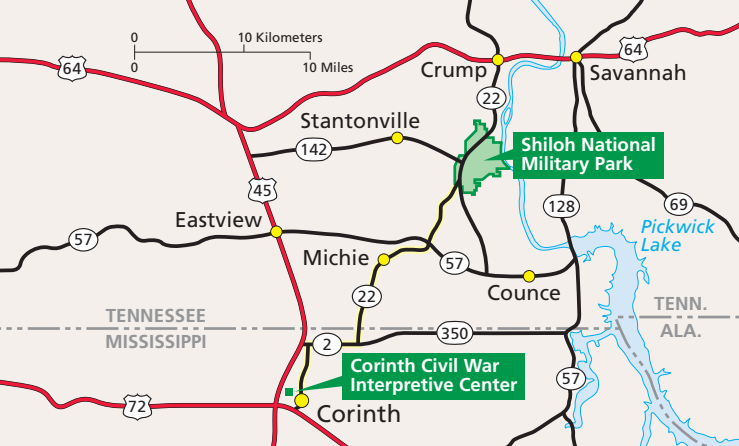 0
10 Kilometers
0
10 Miles
64
64
Crump
Savannah
22
Stantonville
142
Shiloh National
Military Park
45
128
69
Eastview
57
Pickwick
Lake
Michie
57
22
Counce
TENNESSEE
MISSISSIPPI
TENN.
ALA.
2
350
Corinth Civil War
Interpretive Center
57
72
Corinth